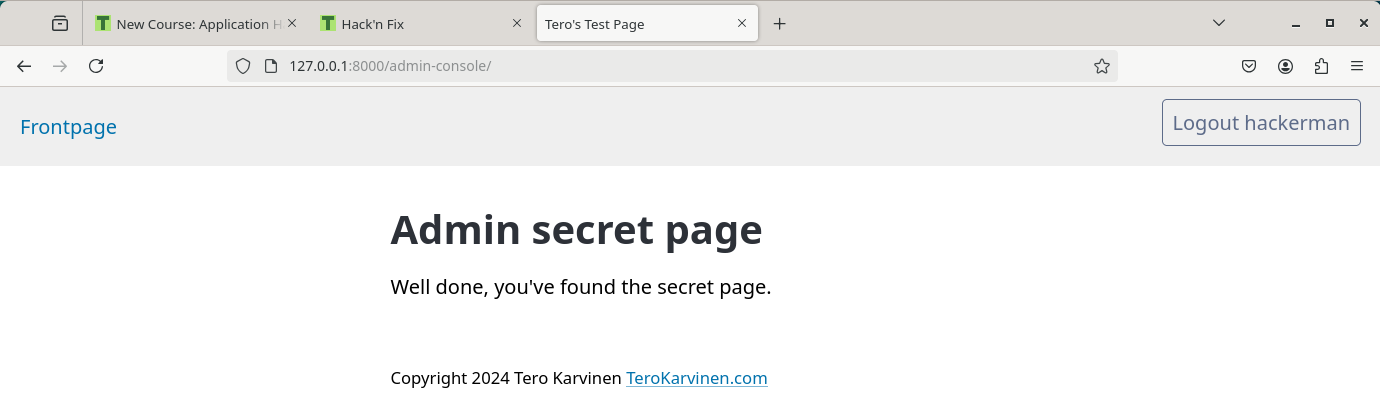 New Course: Application H
Hack'n Fix
Tero's Test Page
127.0.0.1:8000/admin-console/
Frontpage
Logout hackerman
Admin secret page
Well done, you've found the secret page.
Copyright 2024 Tero Karvinen TeroKarvinen.com